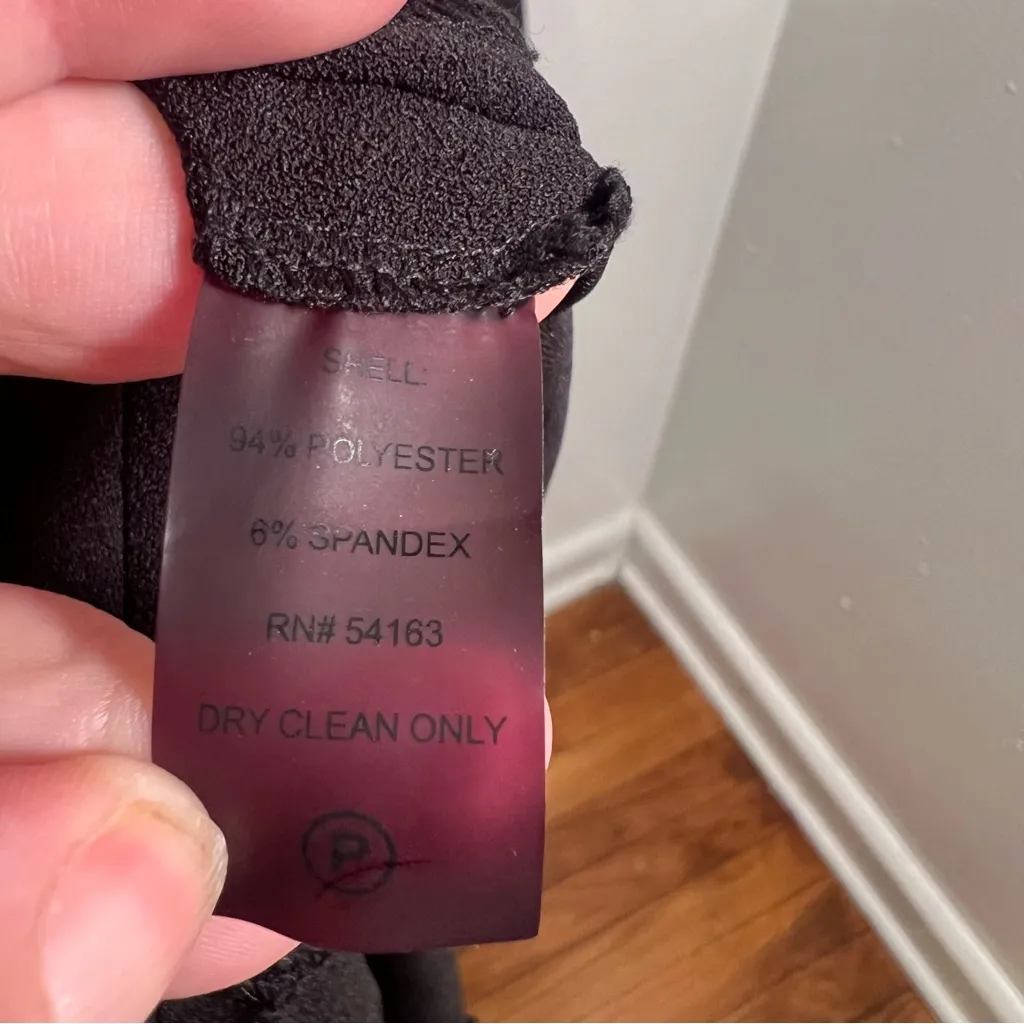 SHELL:
94% POLYESTER
6% SPANDEX
RN# 54163
DRY CLEAN ONLY
P